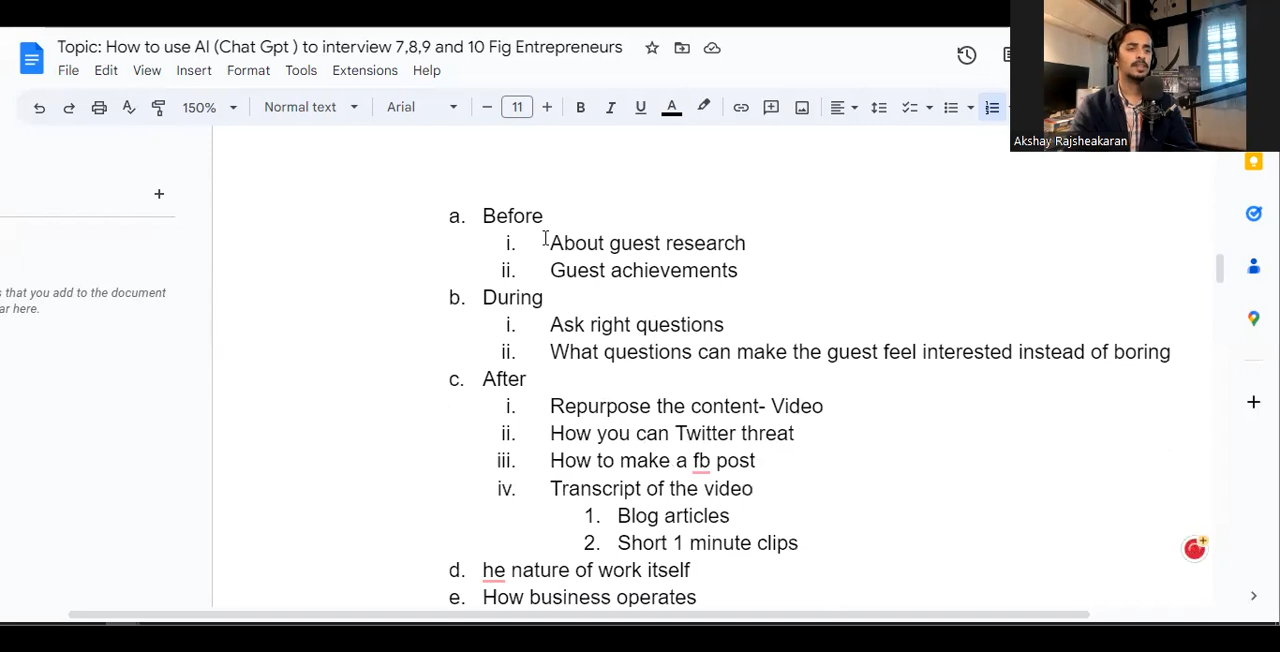 Topic: How to use AI (Chat Gpt ) to interview 7,8,9 and 10 Fig Entrepreneurs
File Edit View Insert Format Tools Extensions Help
150% Normal text Arial 11 B I U A
Akshay Rajsheakaran
a. Before
i. About guest research
ii. Guest achievements
s that you add to the document
ar here.
b. During
i. Ask right questions
ii. What questions can make the guest feel interested instead of boring
c. After
i. Repurpose the content- Video
ii. How you can Twitter threat
iii. How to make a fb post
iv. Transcript of the video
1. Blog articles
2. Short 1 minute clips
d. he nature of work itself
e. How business operates